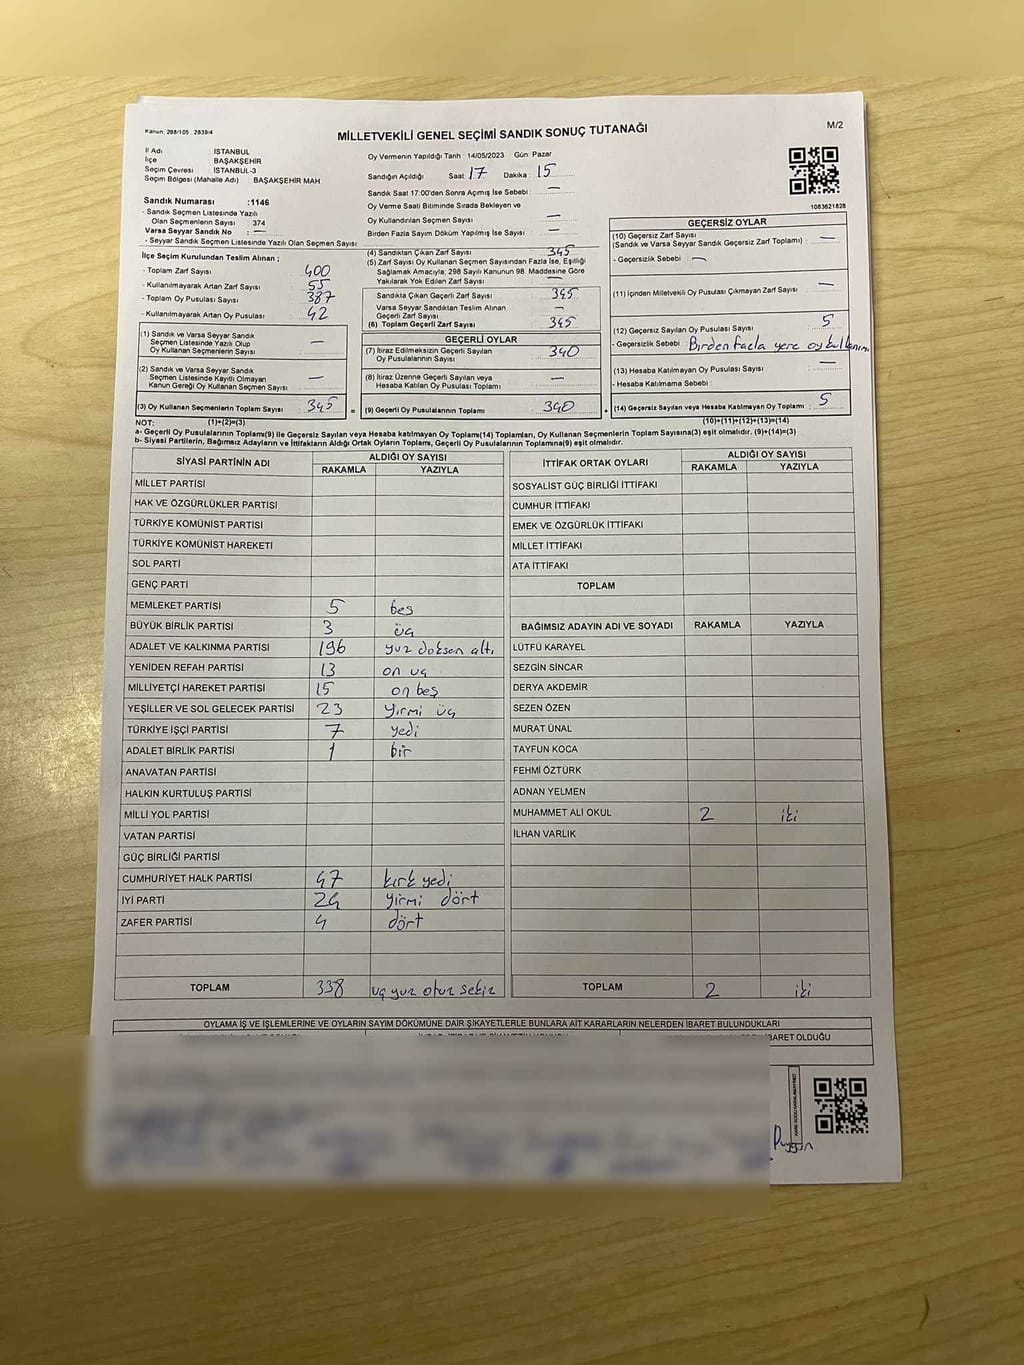 Kanun: 298/105 : 2839/4
MİLLETVEKİLİ GENEL SEÇİMİ SANDIK SONUÇ TUTANAĞI
M/2
İl Adı : İSTANBUL
İlçe : BAŞAKŞEHİR
Seçim Çevresi : İSTANBUL-3
Seçim Bölgesi (Mahalle Adı) : BAŞAKŞEHİR MAH
Sandık Numarası :1146
- Sandık Seçmen Listesinde Yazılı
Olan Seçmenlerin Sayısı : 374
Varsa Seyyar Sandık No : —
- Seyyar Sandık Seçmen Listesinde Yazılı Olan Seçmen Sayısı
Oy Vermenin Yapıldığı Tarih : 14/05/2023 Gün: Pazar
Sandığın Açıldığı Saat : 17 Dakika : 15
Sandık Saat 17:00'den Sonra Açımış İse Sebebi : —
Oy Verme Saati Bitiminde Sırada Bekleyen ve
Oy Kullandırılan Seçmen Sayısı —
Birden Fazla Sayım Döküm Yapılmış İse Sayısı : —
1083621828
İlçe Seçim Kurulundan Teslim Alınan ;
- Toplam Zarf Sayısı : 400
- Kullanılmayarak Artan Zarf Sayısı : 55
- Toplam Oy Pusulası Sayısı : 387
- Kullanılmayarak Artan Oy Pusulası : 42
(4) Sandıktan Çıkan Zarf Sayısı : 345
(5) Zarf Sayısı Oy Kullanan Seçmen Sayısından Fazla İse, Eşitliği
Sağlamak Amacıyla; 298 Sayılı Kanunun 98. Maddesine Göre
Yakılarak Yok Edilen Zarf Sayısı : —
Sandıkta Çıkan Geçerli Zarf Sayısı : 345
Varsa Seyyar Sandıktan Teslim Alınan
Geçerli Zarf Sayısı : —
(6) Toplam Geçerli Zarf Sayısı : 345
GEÇERSİZ OYLAR
(10) Geçersiz Zarf Sayısı
(Sandık ve Varsa Seyyar Sandık Geçersiz Zarf Toplamı) : —
- Geçersizlik Sebebi : —
(11) İçinden Milletvekili Oy Pusulası Çıkmayan Zarf Sayısı : —
(12) Geçersiz Sayılan Oy Pusulası Sayısı : 5
- Geçersizlik Sebebi : Birden fazla yere oy kullanımı
(13) Hesaba Katılmayan Oy Pusulası Sayısı : —
- Hesaba Katılmama Sebebi :
(14) Geçersiz Sayılan veya Hesaba Katılmayan Oy Toplamı : 5
(10)+(11)+(12)+(13)=(14)
(1) Sandık ve Varsa Seyyar Sandık
Seçmen Listesinde Yazılı Olup
Oy Kullanan Seçmenlerin Sayısı : —
(2) Sandık ve Varsa Seyyar Sandık
Seçmen Listesinde Kayıtlı Olmayan
Kanun Gereği Oy Kullanan Seçmen Sayısı : —
(3) Oy Kullanan Seçmenlerin Toplam Sayısı : 345
(1)+(2)=(3)
GEÇERLİ OYLAR
(7) İtiraz Edilmeksizin Geçerli Sayılan
Oy Pusulalarının Sayısı : 340
(8) İtiraz Üzerine Geçerli Sayılan veya
Hesaba Katılan Oy Pusulası Toplamı : —
= (9) Geçerli Oy Pusulalarının Toplamı : 340 +
NOT:
a- Geçerli Oy Pusulalarının Toplamı(9) ile Geçersiz Sayılan veya Hesaba katılmayan Oy Toplam(14) Toplamları, Oy Kullanan Seçmenlerin Toplam Sayısına(3) eşit olmalıdır. (9)+(14)=(3)
b- Siyasi Partilerin, Bağımsız Adayların ve İttifakların Aldığı Ortak Oyların Toplamı, Geçerli Oy Pusulalarının Toplamına(9) eşit olmalıdır.
SİYASİ PARTİNİN ADI ALDIĞI OY SAYISI
RAKAMLA YAZIYLA
MİLLET PARTİSİ
HAK VE ÖZGÜRLÜKLER PARTİSİ
TÜRKİYE KOMÜNİST PARTİSİ
TÜRKİYE KOMÜNİST HAREKETİ
SOL PARTİ
GENÇ PARTİ
MEMLEKET PARTİSİ 5 beş
BÜYÜK BİRLİK PARTİSİ 3 üç
ADALET VE KALKINMA PARTİSİ 196 yüz doksan altı
YENİDEN REFAH PARTİSİ 13 on üç
MİLLİYETÇİ HAREKET PARTİSİ 15 on beş
YEŞİLLER VE SOL GELECEK PARTİSİ 23 yirmi üç
TÜRKİYE İŞÇİ PARTİSİ 7 yedi
ADALET BİRLİK PARTİSİ 1 bir
ANAVATAN PARTİSİ
HALKIN KURTULUŞ PARTİSİ
MİLLİ YOL PARTİSİ
VATAN PARTİSİ
GÜÇ BİRLİĞİ PARTİSİ
CUMHURİYET HALK PARTİSİ 47 kırk yedi
İYİ PARTİ 24 yirmi dört
ZAFER PARTİSİ 4 dört
TOPLAM 338 üç yüz otuz sekiz
İTTİFAK ORTAK OYLARI ALDIĞI OY SAYISI
RAKAMLA YAZIYLA
SOSYALİST GÜÇ BİRLİĞİ İTTİFAKI
CUMHUR İTTİFAKI
EMEK VE ÖZGÜRLÜK İTTİFAKI
MİLLET İTTİFAKI
ATA İTTİFAKI
TOPLAM
BAĞIMSIZ ADAYIN ADI VE SOYADI RAKAMLA YAZIYLA
LÜTFÜ KARAYEL
SEZGİN SİNCAR
DERYA AKDEMİR
SEZEN ÖZEN
MURAT ÜNAL
TAYFUN KOCA
FEHMİ ÖZTÜRK
ADNAN YELMEN
MUHAMMET ALİ OKUL 2 iki
İLHAN VARLIK
TOPLAM 2 iki
OYLAMA İŞ VE İŞLEMLERİNE VE OYLARIN SAYIM DÖKÜMÜNE DAİR ŞİKAYETLERLE BUNLARA AİT KARARLARIN NELERDEN İBARET BULUNDUKLARI
İBARET OLDUĞU